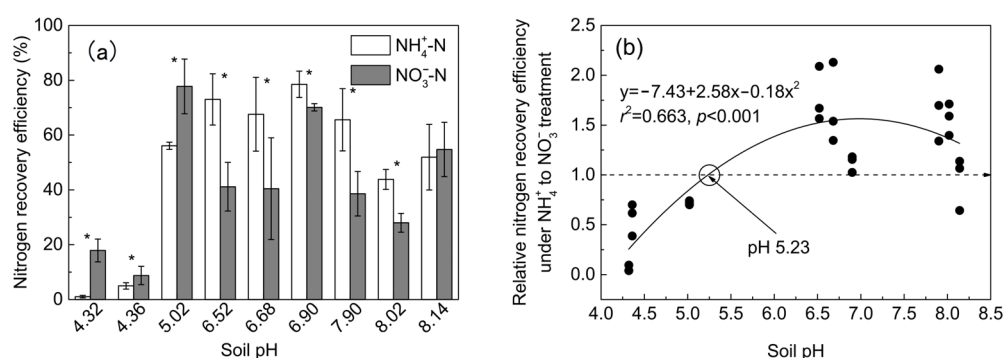 (a)
NH₄⁺-N
NO₃⁻-N
Nitrogen recovery efficiency (%)
100
80
60
40
20
0
* * * * * * * *
4.32 4.36 5.02 6.52 6.68 6.90 7.90 8.02 8.14
Soil pH
(b)
y=−7.43+2.58x−0.18x²
r²=0.663, p<0.001
pH 5.23
Relative nitrogen recovery efficiency
under NH₄⁺ to NO₃⁻ treatment
2.5
2.0
1.5
1.0
0.5
0.0
4.0 4.5 5.0 5.5 6.0 6.5 7.0 7.5 8.0 8.5
Soil pH